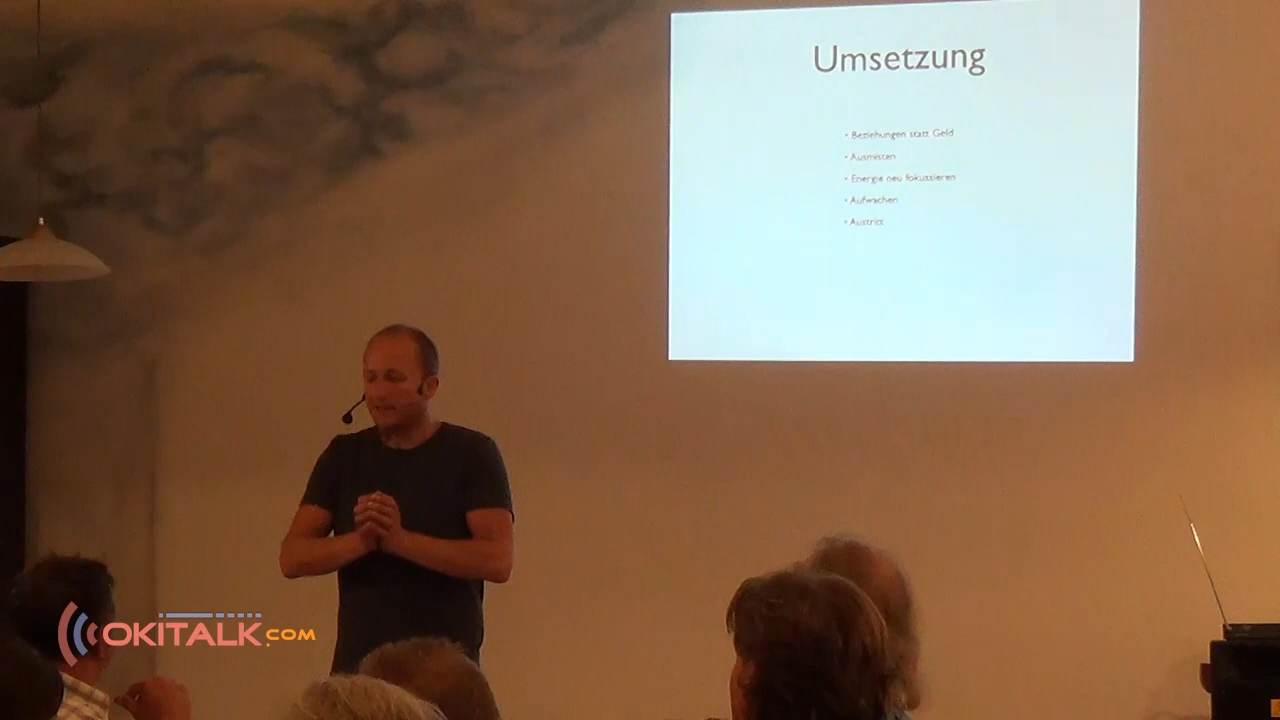 Umsetzung
• Beziehungen statt Geld
• Ausmisten
• Energie neu fokussieren
• Aufwachen
• Austritt
OKITALK.COM